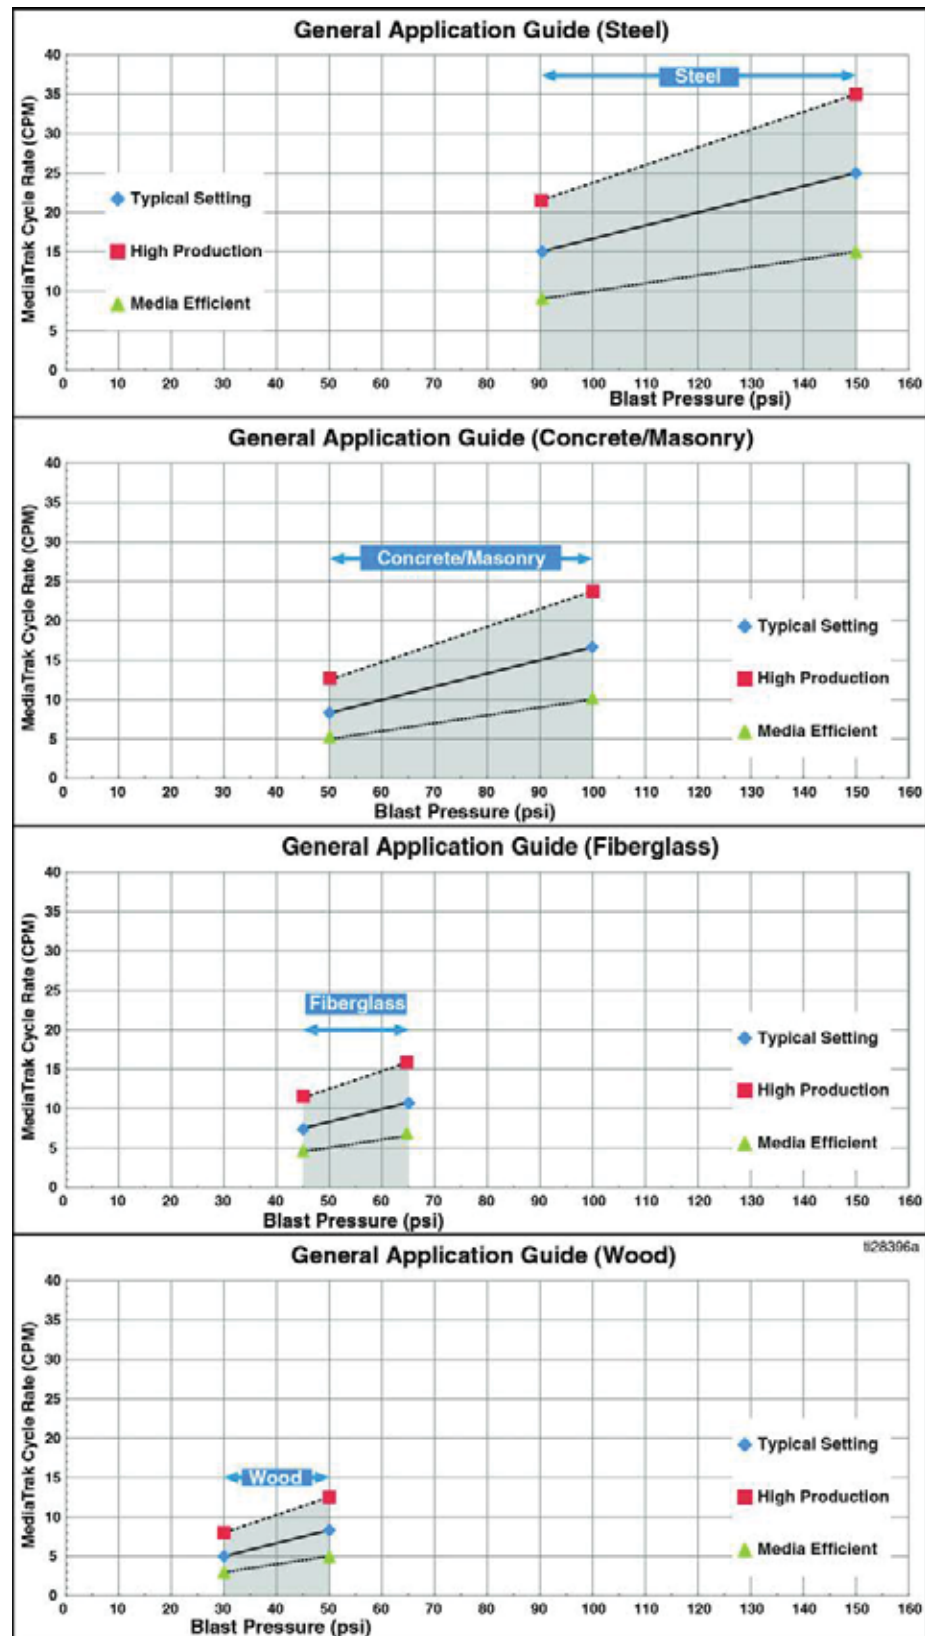 General Application Guide (Steel)
MediaTrak Cycle Rate (CPM)
40
35
30
25
20
15
10
5
0
Steel
Typical Setting
High Production
Media Efficient
0 10 20 30 40 50 60 70 80 90 100 110 120 130 140 150 160
Blast Pressure (psi)
General Application Guide (Concrete/Masonry)
MediaTrak Cycle Rate (CPM)
40
35
30
25
20
15
10
5
0
Concrete/Masonry
Typical Setting
High Production
Media Efficient
0 10 20 30 40 50 60 70 80 90 100 110 120 130 140 150 160
Blast Pressure (psi)
General Application Guide (Fiberglass)
MediaTrak Cycle Rate (CPM)
40
35
30
25
20
15
10
5
0
Fiberglass
Typical Setting
High Production
Media Efficient
0 10 20 30 40 50 60 70 80 90 100 110 120 130 140 150 160
Blast Pressure (psi)
ti28396a
General Application Guide (Wood)
MediaTrak Cycle Rate (CPM)
40
35
30
25
20
15
10
5
0
Wood
Typical Setting
High Production
Media Efficient
0 10 20 30 40 50 60 70 80 90 100 110 120 130 140 150 160
Blast Pressure (psi)